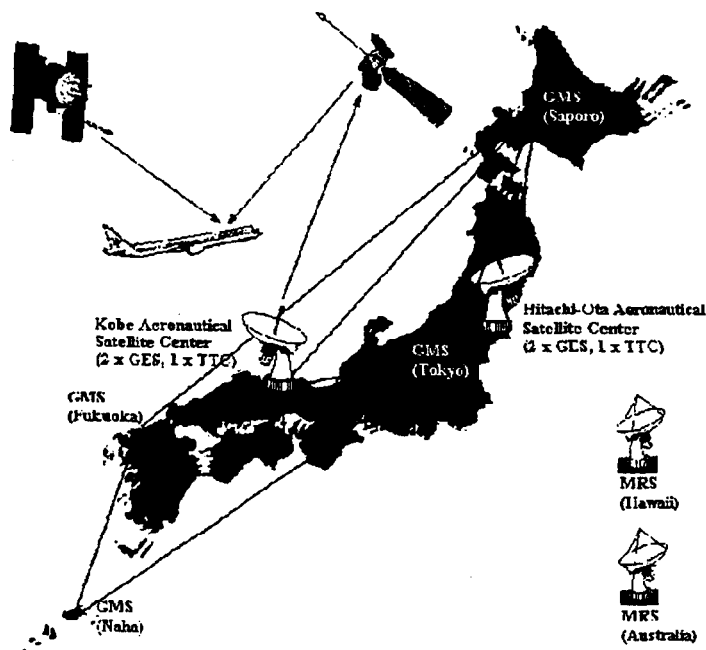 GMS
(Saporo)
Kobe Aeronautical
Satellite Center
(2 x GES, 1 x TTC)
Hitachi-Ota Aeronautical
Satellite Center
(2 x GES, 1 x TTC)
GMS
(Tokyo)
GMS
(Fukuoka)
MRS
(Hawaii)
GMS
(Naha)
MRS
(Australia)